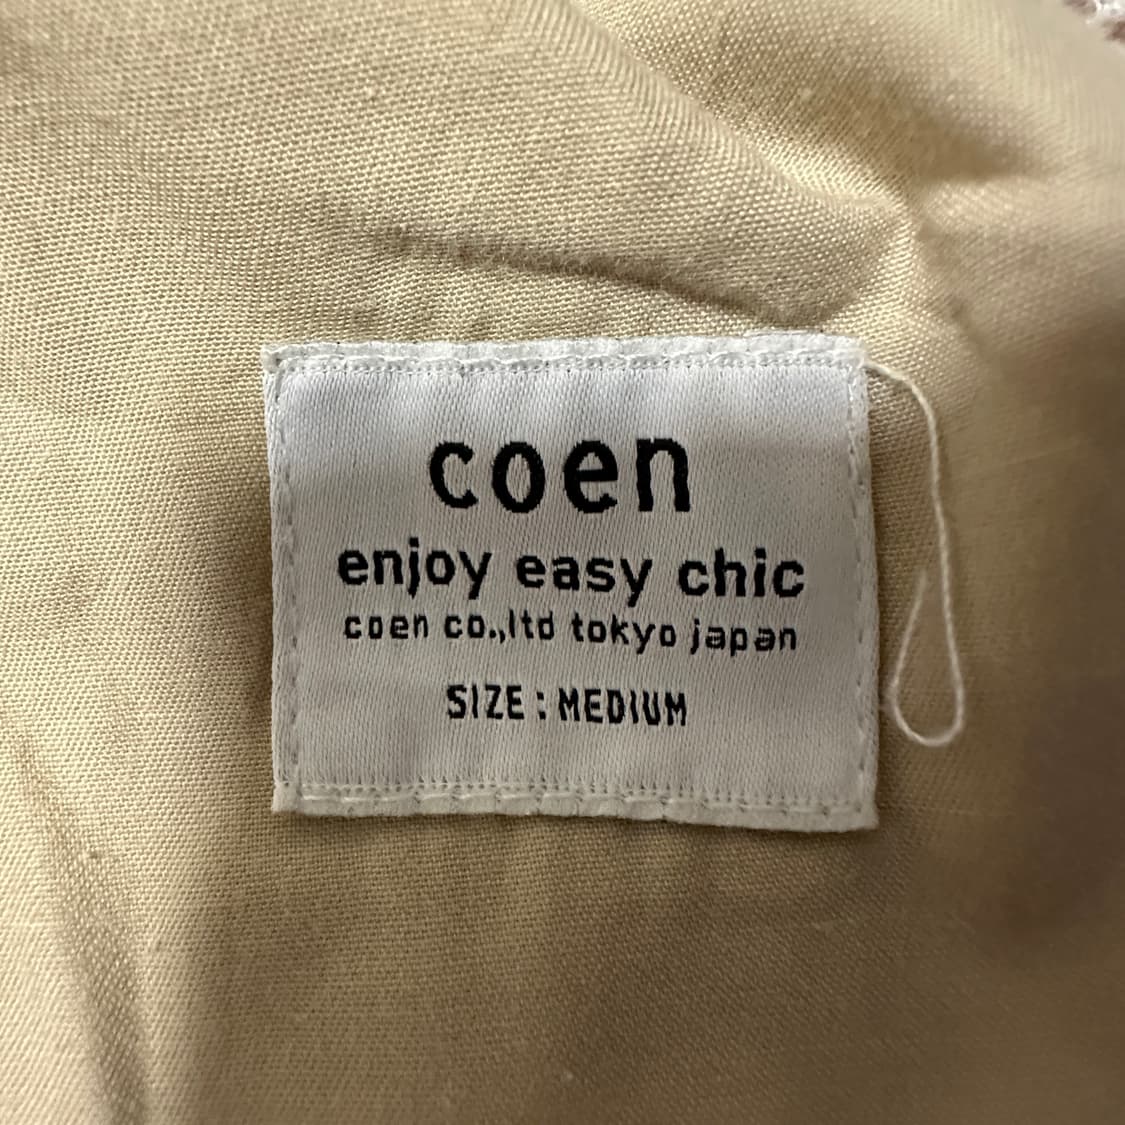 coen
enjoy easy chic
coen co.,ltd tokyo japan
SIZE : MEDIUM